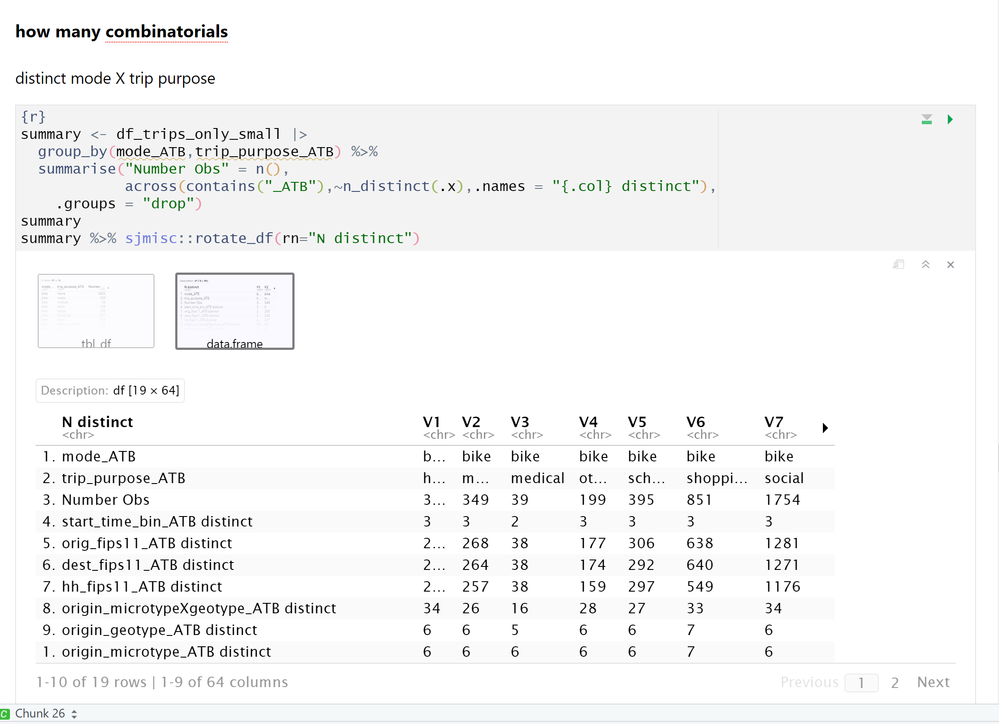 how many combinatorials
distinct mode X trip purpose
{r}
summary <- df_trips_only_small |>
group_by(mode_ATB,trip_purpose_ATB) %>%
summarise("Number Obs" = n(),
across(contains("_ATB"),~n_distinct(.x),.names = "{.col} distinct"),
.groups = "drop")
summary
summary %>% sjmisc::rotate_df(rn="N distinct")
tbl_df
data.frame
Description: df [19 × 64]
N distinct V1 V2 V3 V4 V5 V6 V7
<chr> <chr> <chr> <chr> <chr> <chr> <chr> <chr>
1. mode_ATB b... bike bike bike bike bike bike
2. trip_purpose_ATB h... m... medical ot... sch... shoppi... social
3. Number Obs 3... 349 39 199 395 851 1754
4. start_time_bin_ATB distinct 3 3 2 3 3 3 3
5. orig_fips11_ATB distinct 2... 268 38 177 306 638 1281
6. dest_fips11_ATB distinct 2... 264 38 174 292 640 1271
7. hh_fips11_ATB distinct 2... 257 38 159 297 549 1176
8. origin_microtypeXgeotype_ATB distinct 34 26 16 28 27 33 34
9. origin_geotype_ATB distinct 6 6 5 6 6 7 6
1. origin_microtype_ATB distinct 6 6 6 6 6 7 6
1-10 of 19 rows | 1-9 of 64 columns
Previous 1 2 Next
C Chunk 26